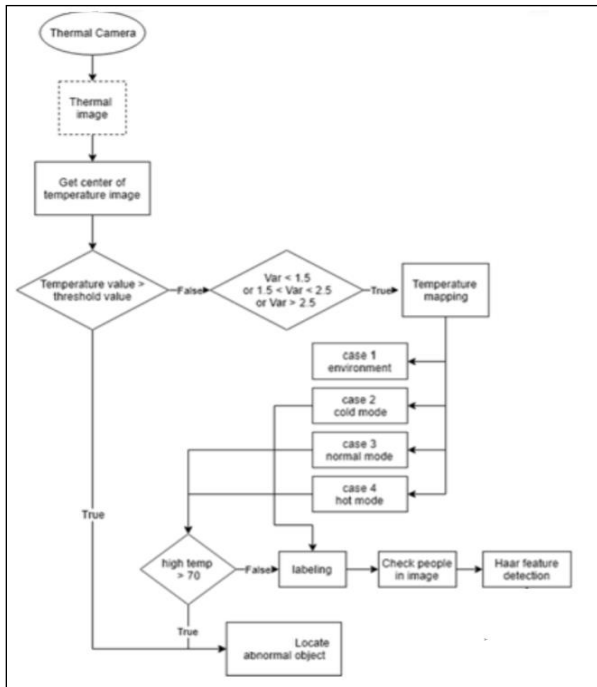 Thermal Camera
Thermal
image
Get center of
temperature image
Temperature value >
threshold value
False
Var < 1.5
or 1.5 < Var < 2.5
or Var > 2.5
True
Temperature
mapping
case 1
environment
case 2
cold mode
case 3
normal mode
case 4
hot mode
True
high temp
> 70
False
labeling
Check people
in image
Haar feature
detection
True
Locate
abnormal object